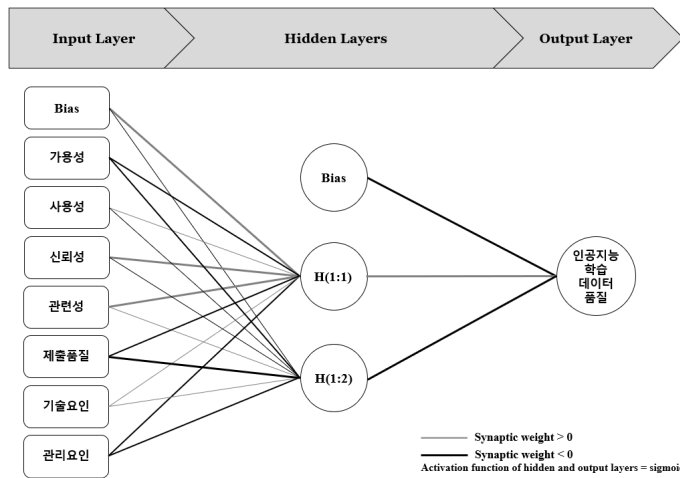 Input Layer
Hidden Layers
Output Layer
Bias
가용성
사용성
신뢰성
관련성
제출품질
기술요인
관리요인
Bias
H(1:1)
H(1:2)
인공지능
학습
데이터
품질
Synaptic weight > 0
Synaptic weight < 0
Activation function of hidden and output layers = sigmoi